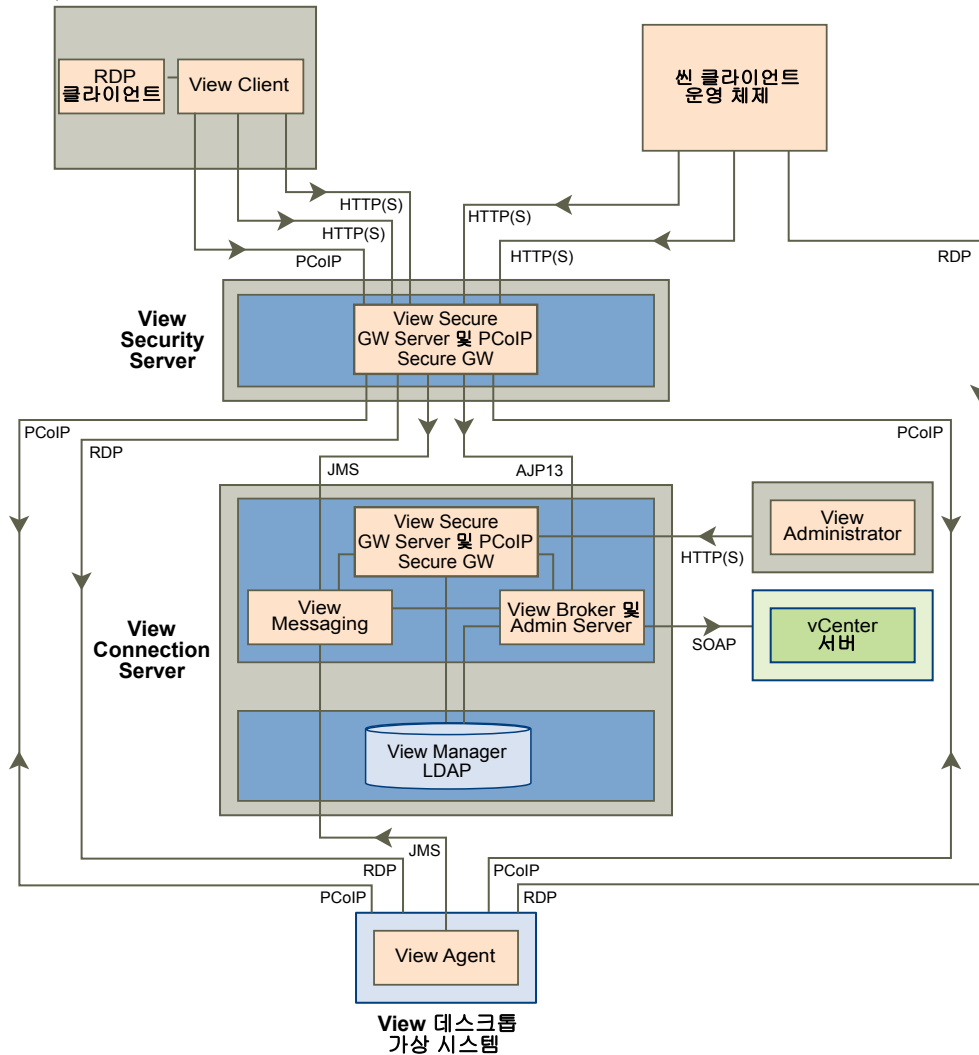 RDP
클라이언트
View Client
씬 클라이언트
운영 체제
HTTP(S)
HTTP(S)
PCoIP
HTTP(S)
HTTP(S)
RDP
View
Security
Server
View Secure
GW Server 및 PCoIP
Secure GW
PCoIP
RDP
JMS
AJP13
PCoIP
View
Connection
Server
View Secure
GW Server 및 PCoIP
Secure GW
View
Messaging
View Broker 및
Admin Server
View
Administrator
HTTP(S)
SOAP
vCenter
서버
View Manager
LDAP
JMS
RDP
PCoIP
PCoIP
RDP
View Agent
View 데스크톱
가상 시스템